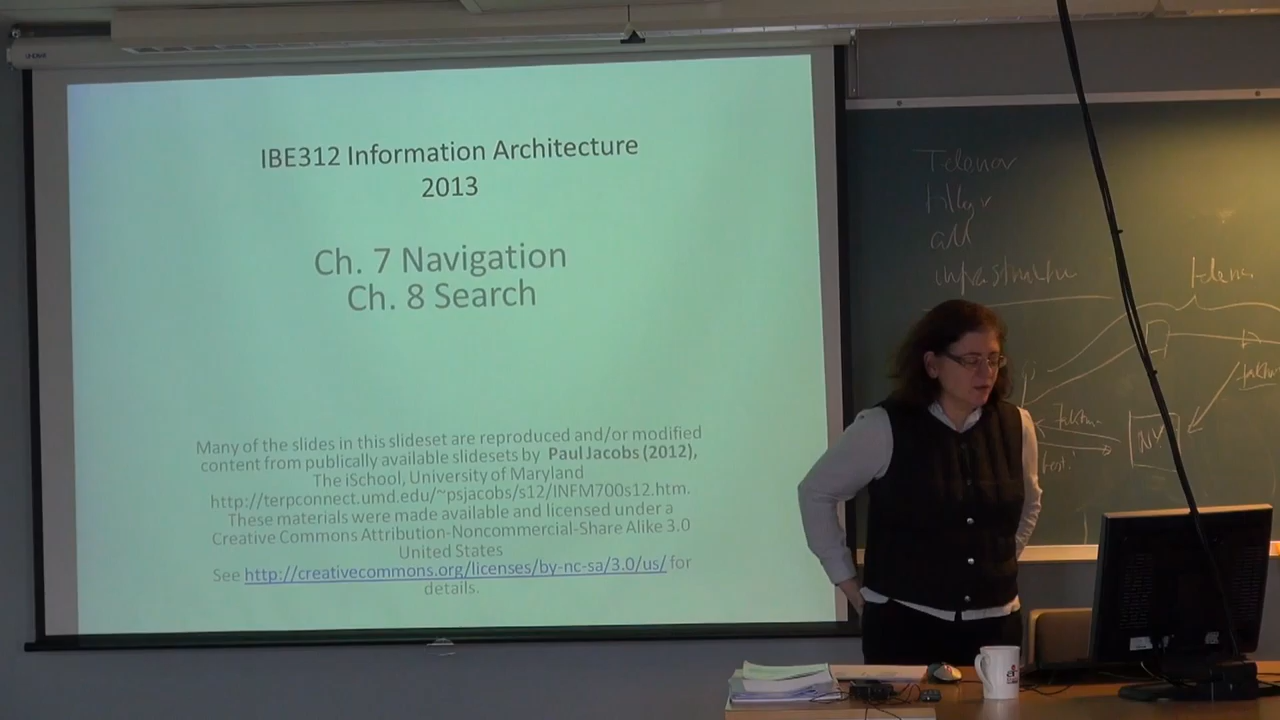 IBE312 Information Architecture
2013
Ch. 7 Navigation
Ch. 8 Search
Many of the slides in this slideset are reproduced and/or modified
content from publically available slidesets by Paul Jacobs (2012),
The iSchool, University of Maryland
http://terpconnect.umd.edu/~psjacobs/s12/INFM700s12.htm.
These materials were made available and licensed under a
Creative Commons Attribution-Noncommercial-Share Alike 3.0
United States
See http://creativecommons.org/licenses/by-nc-sa/3.0/us/ for
details.
Telenor
all
NY